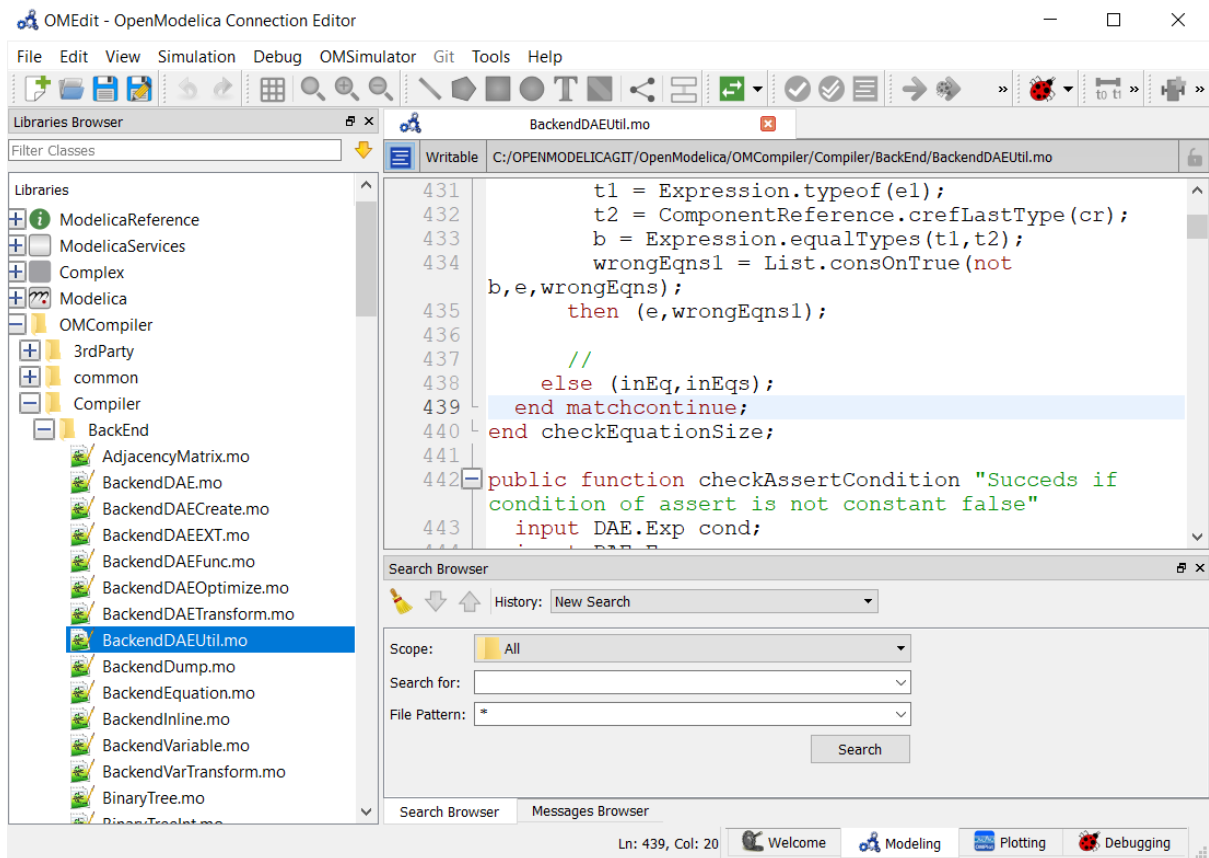 OMEdit - OpenModelica Connection Editor
File Edit View Simulation Debug OMSimulator Git Tools Help
T » to t! » »
Libraries Browser
Filter Classes
Libraries
ModelicaReference
ModelicaServices
Complex
Modelica
OMCompiler
3rdParty
common
Compiler
BackEnd
AdjacencyMatrix.mo
BackendDAE.mo
BackendDAECreate.mo
BackendDAEEXT.mo
BackendDAEFunc.mo
BackendDAEOptimize.mo
BackendDAETransform.mo
BackendDAEUtil.mo
BackendDump.mo
BackendEquation.mo
BackendInline.mo
BackendVariable.mo
BackendVarTransform.mo
BinaryTree.mo
BinaryTreeInt.mo
BackendDAEUtil.mo
Writable C:/OPENMODELICAGIT/OpenModelica/OMCompiler/Compiler/BackEnd/BackendDAEUtil.mo
431 t1 = Expression.typeof(e1);
432 t2 = ComponentReference.crefLastType(cr);
433 b = Expression.equalTypes(t1,t2);
434 wrongEqns1 = List.consOnTrue(not
b,e,wrongEqns);
435 then (e,wrongEqns1);
436
437 //
438 else (inEq,inEqs);
439 end matchcontinue;
440 end checkEquationSize;
441
442 public function checkAssertCondition "Succeds if
condition of assert is not constant false"
443 input DAE.Exp cond;
Search Browser
History: New Search
Scope: All
Search for:
File Pattern: *
Search
Search Browser Messages Browser
Ln: 439, Col: 20 Welcome Modeling Plotting Debugging